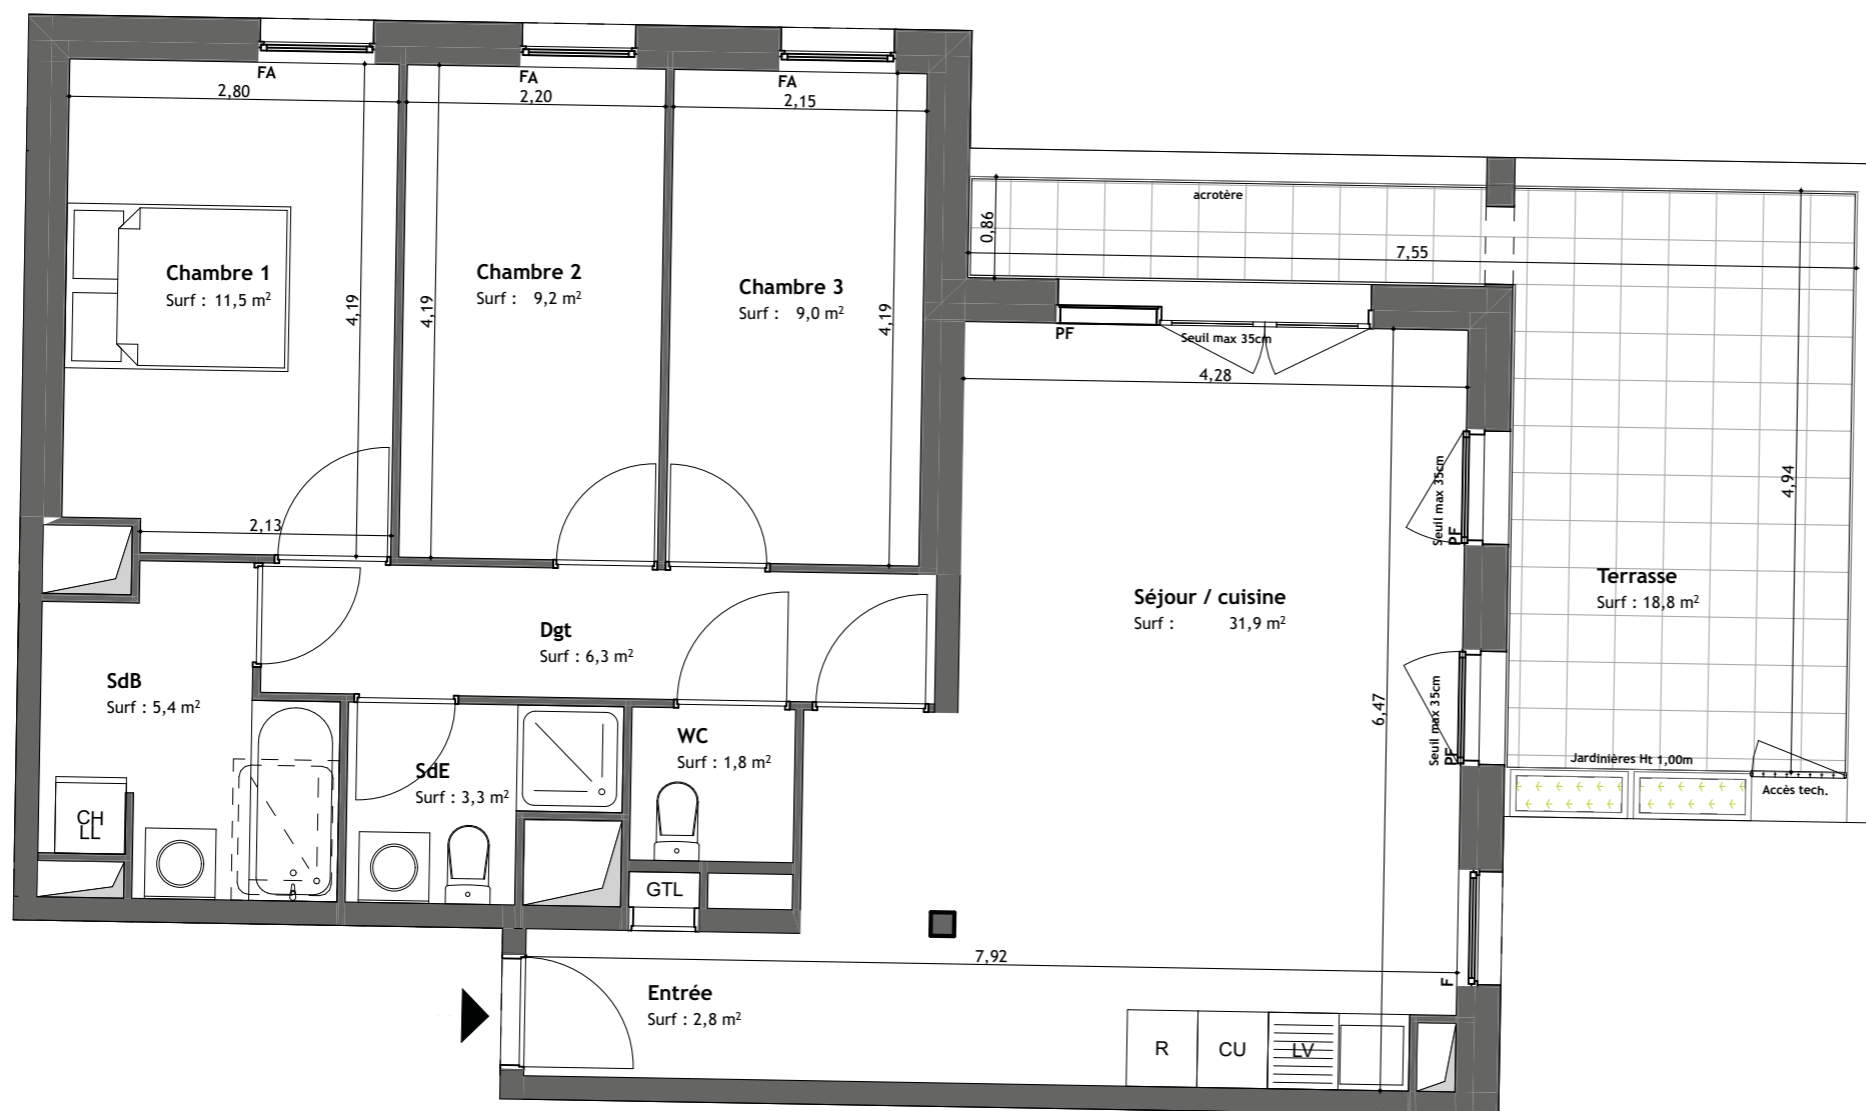 FA
FA
FA
2,80
2,20
2,15
acrotère
0,86
7,55
Chambre 1
Surf : 11,5 m²
4,19
Chambre 2
Surf : 9,2 m²
4,19
Chambre 3
Surf : 9,0 m²
4,19
PF
Seuil max 35cm
4,28
Seuil max 35cm
PF
4,94
2,13
Terrasse
Surf : 18,8 m²
Séjour / cuisine
Surf : 31,9 m²
Dgt
Surf : 6,3 m²
SdB
Surf : 5,4 m²
6,47
Seuil max 35cm
PF
WC
Surf : 1,8 m²
SdE
Surf : 3,3 m²
Jardinières Ht 1,00m
Accès tech.
CH
LL
GTL
7,92
F
Entrée
Surf : 2,8 m²
R
CU
LV